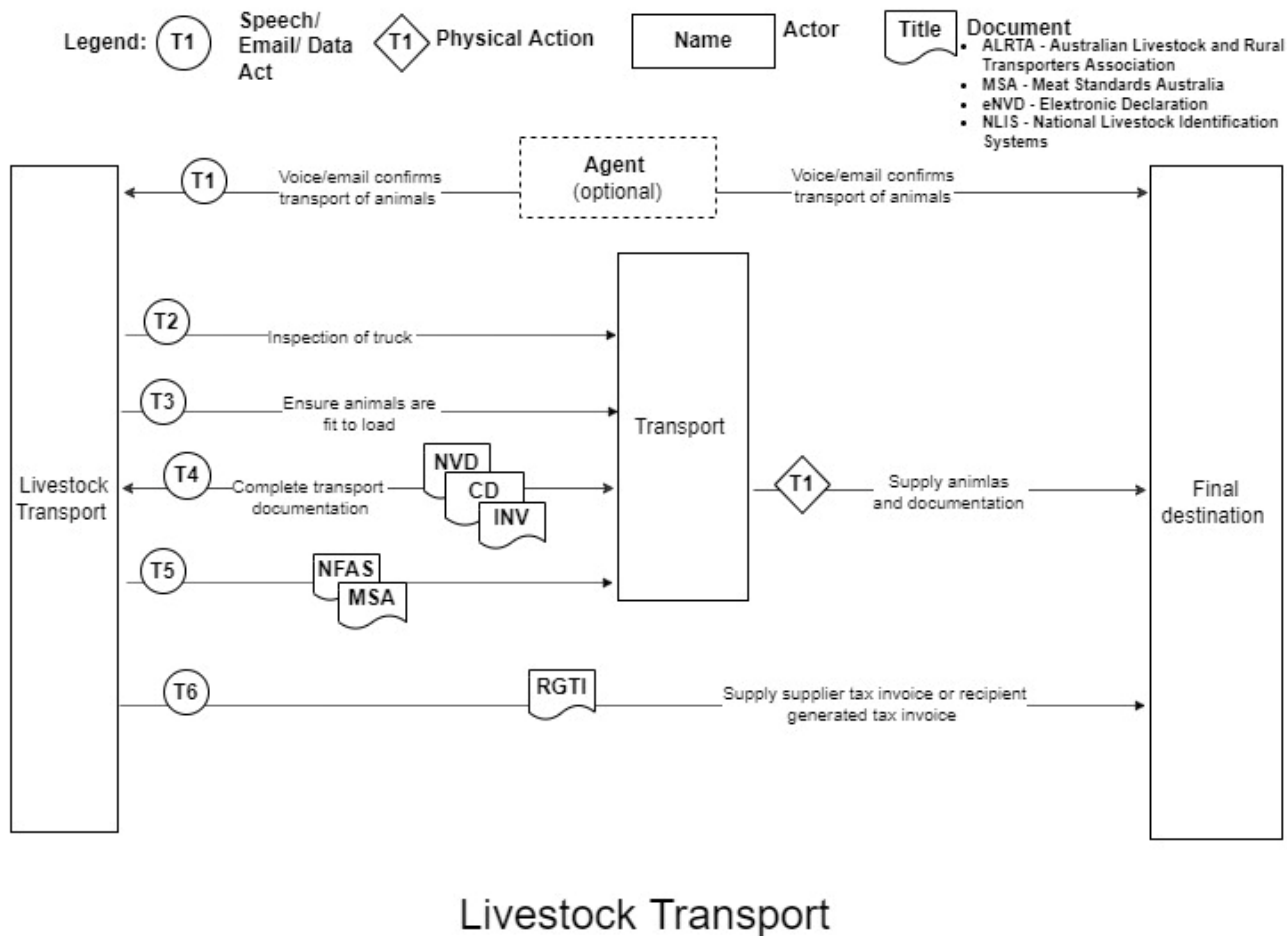 Legend:
T1
Speech/
Email/ Data
Act
T1
Physical Action
Name
Actor
Title
Document
• ALRTA - Australian Livestock and Rural
Transporters Association
• MSA - Meat Standards Australia
• eNVD - Elextronic Declaration
• NLIS - National Livestock Identification
Systems
T1
Voice/email confirms
transport of animals
Agent
(optional)
Voice/email confirms
transport of animals
T2
Inspection of truck
T3
Ensure animals are
fit to load
Transport
T4
Complete transport
documentation
NVD
CD
INV
Livestock
Transport
T1
Supply animlas
and documentation
Final
destination
T5
NFAS
MSA
T6
RGTI
Supply supplier tax invoice or recipient
generated tax invoice
Livestock Transport